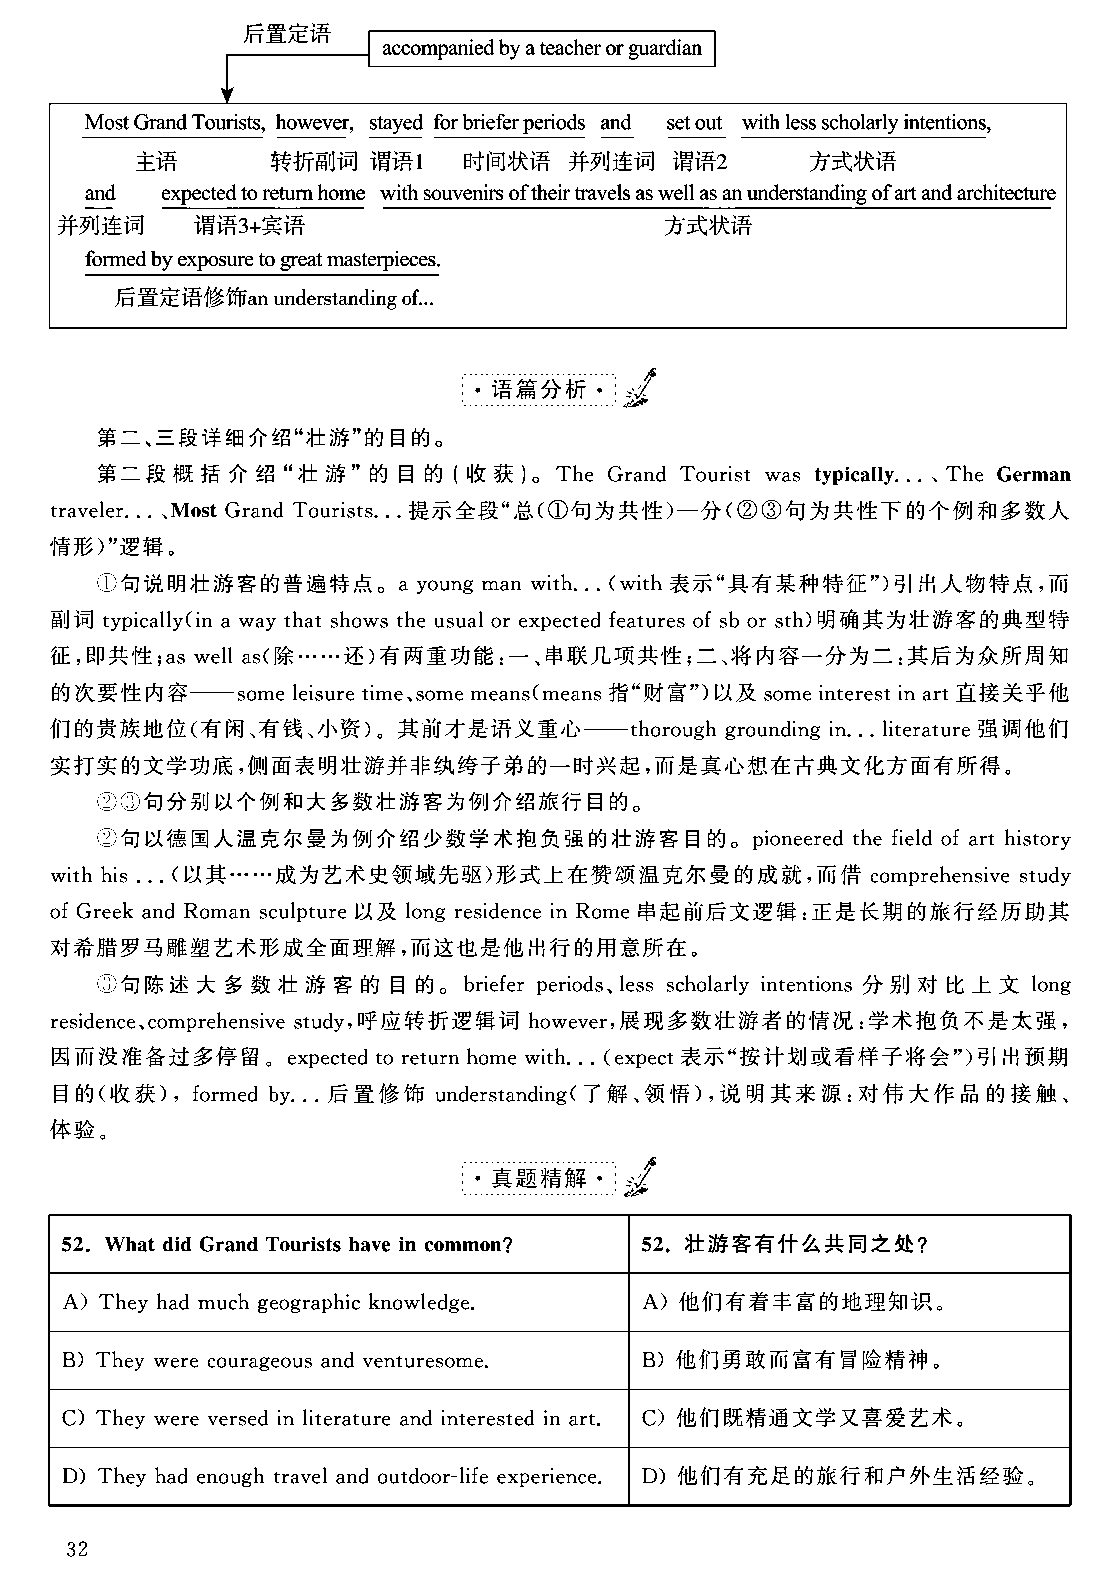 后置定语
accompanied by a teacher or guardian
Most Grand Tourists, however, stayed for briefer periods and set out with less scholarly intentions,
主语 转折副词 谓语1 时间状语 并列连词 谓语2 方式状语
and expected to return home with souvenirs of their travels as well as an understanding of art and architecture
并列连词 谓语3+宾语 方式状语
formed by exposure to great masterpieces.
后置定语修饰an understanding of...
·语篇分析·
第二、三段详细介绍“壮游”的目的。
第二段概括介绍“壮游”的目的(收获)。The Grand Tourist was typically...、The German
traveler...、Most Grand Tourists...提示全段“总(①句为共性)—分(②③句为共性下的个例和多数人
情形)”逻辑。
①句说明壮游客的普遍特点。a young man with...(with 表示“具有某种特征”)引出人物特点,而
副词 typically(in a way that shows the usual or expected features of sb or sth)明确其为壮游客的典型特
征,即共性;as well as(除……还)有两重功能:一、串联几项共性;二、将内容一分为二:其后为众所周知
的次要性内容——some leisure time、some means(means 指“财富”)以及 some interest in art 直接关乎他
们的贵族地位(有闲、有钱、小资)。其前才是语义重心——thorough grounding in... literature 强调他们
实打实的文学功底,侧面表明壮游并非纨绔子弟的一时兴起,而是真心想在古典文化方面有所得。
②③句分别以个例和大多数壮游客为例介绍旅行目的。
②句以德国人温克尔曼为例介绍少数学术抱负强的壮游客目的。pioneered the field of art history
with his ...(以其……成为艺术史领域先驱)形式上在赞颂温克尔曼的成就,而借 comprehensive study
of Greek and Roman sculpture 以及 long residence in Rome 串起前后文逻辑:正是长期的旅行经历助其
对希腊罗马雕塑艺术形成全面理解,而这也是他出行的用意所在。
③句陈述大多数壮游客的目的。briefer periods、less scholarly intentions 分别对比上文 long
residence、comprehensive study,呼应转折逻辑词 however,展现多数壮游者的情况:学术抱负不是太强,
因而没准备过多停留。expected to return home with...(expect 表示“按计划或看样子将会”)引出预期
目的(收获), formed by...后置修饰 understanding(了解、领悟),说明其来源:对伟大作品的接触、
体验。
·真题精解·
52. What did Grand Tourists have in common? 52. 壮游客有什么共同之处?
A) They had much geographic knowledge. A) 他们有着丰富的地理知识。
B) They were courageous and venturesome. B) 他们勇敢而富有冒险精神。
C) They were versed in literature and interested in art. C) 他们既精通文学又喜爱艺术。
D) They had enough travel and outdoor-life experience. D) 他们有充足的旅行和户外生活经验。
32